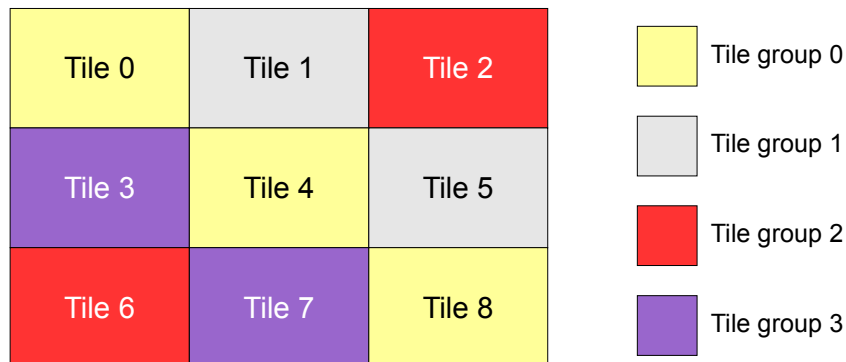 Tile 0
Tile 1
Tile 2
Tile 3
Tile 4
Tile 5
Tile 6
Tile 7
Tile 8
Tile group 0
Tile group 1
Tile group 2
Tile group 3